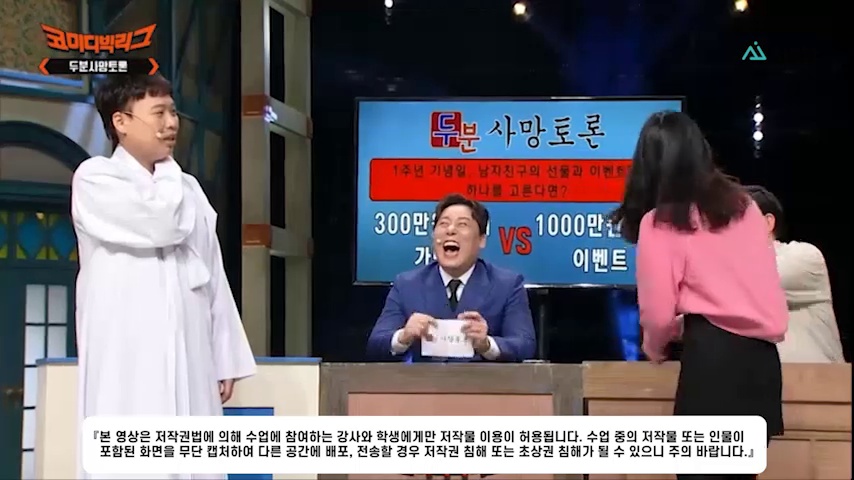 코미디빅리그
두분사망토론
두분 사망토론
1주년 기념일, 남자친구의 선물과 이벤트
하나를 고른다면?
300만원
1000만원
가
VS
이벤트
사망토론
『본 영상은 저작권법에 의해 수업에 참여하는 강사와 학생에게만 저작물 이용이 허용됩니다. 수업 중의 저작물 또는 인물이
포함된 화면을 무단 캡처하여 다른 공간에 배포, 전송할 경우 저작권 침해 또는 초상권 침해가 될 수 있으니 주의 바랍니다.』